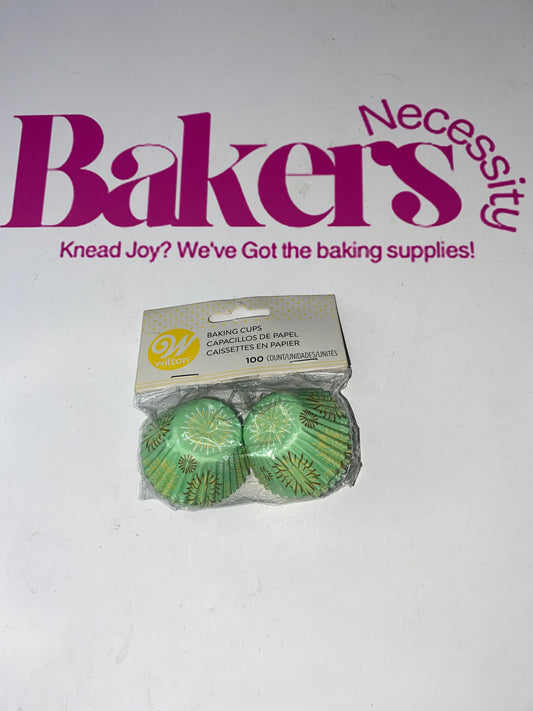 Bakers Necessity
Knead Joy? We've Got the baking supplies!
W
wilton
BAKING CUPS
CAPACILLOS DE PAPEL
CAISSETTES EN PAPIER
100 COUNT/UNIDADES/UNITÉS